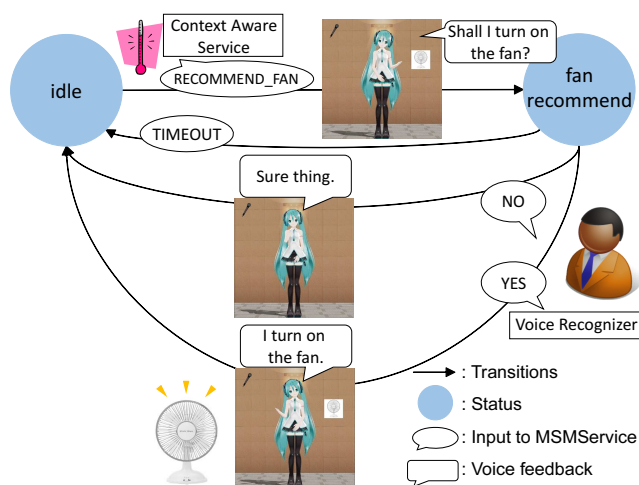 Context Aware
Service
Shall I turn on
the fan?
idle
RECOMMEND_FAN
fan
recommend
TIMEOUT
Sure thing.
NO
YES
Voice Recognizer
I turn on
the fan.
: Transitions
: Status
: Input to MSMService
: Voice feedback